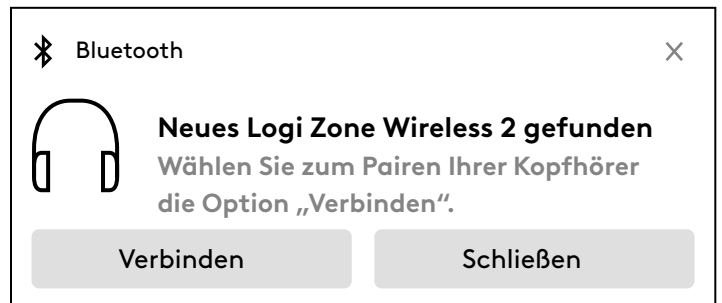 Bluetooth
Neues Logi Zone Wireless 2 gefunden
Wählen Sie zum Pairen Ihrer Kopfhörer
die Option „Verbinden“.
Verbinden
Schließen